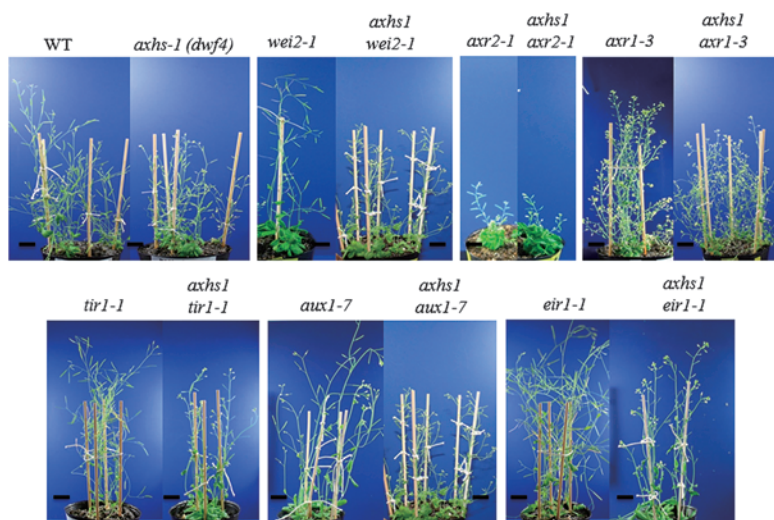 WT
axhs-1 (dwf4)
wei2-1
axhs1
wei2-1
axr2-1
axhs1
axr2-1
axr1-3
axhs1
axr1-3
tir1-1
axhs1
tir1-1
aux1-7
axhs1
aux1-7
eir1-1
axhs1
eir1-1